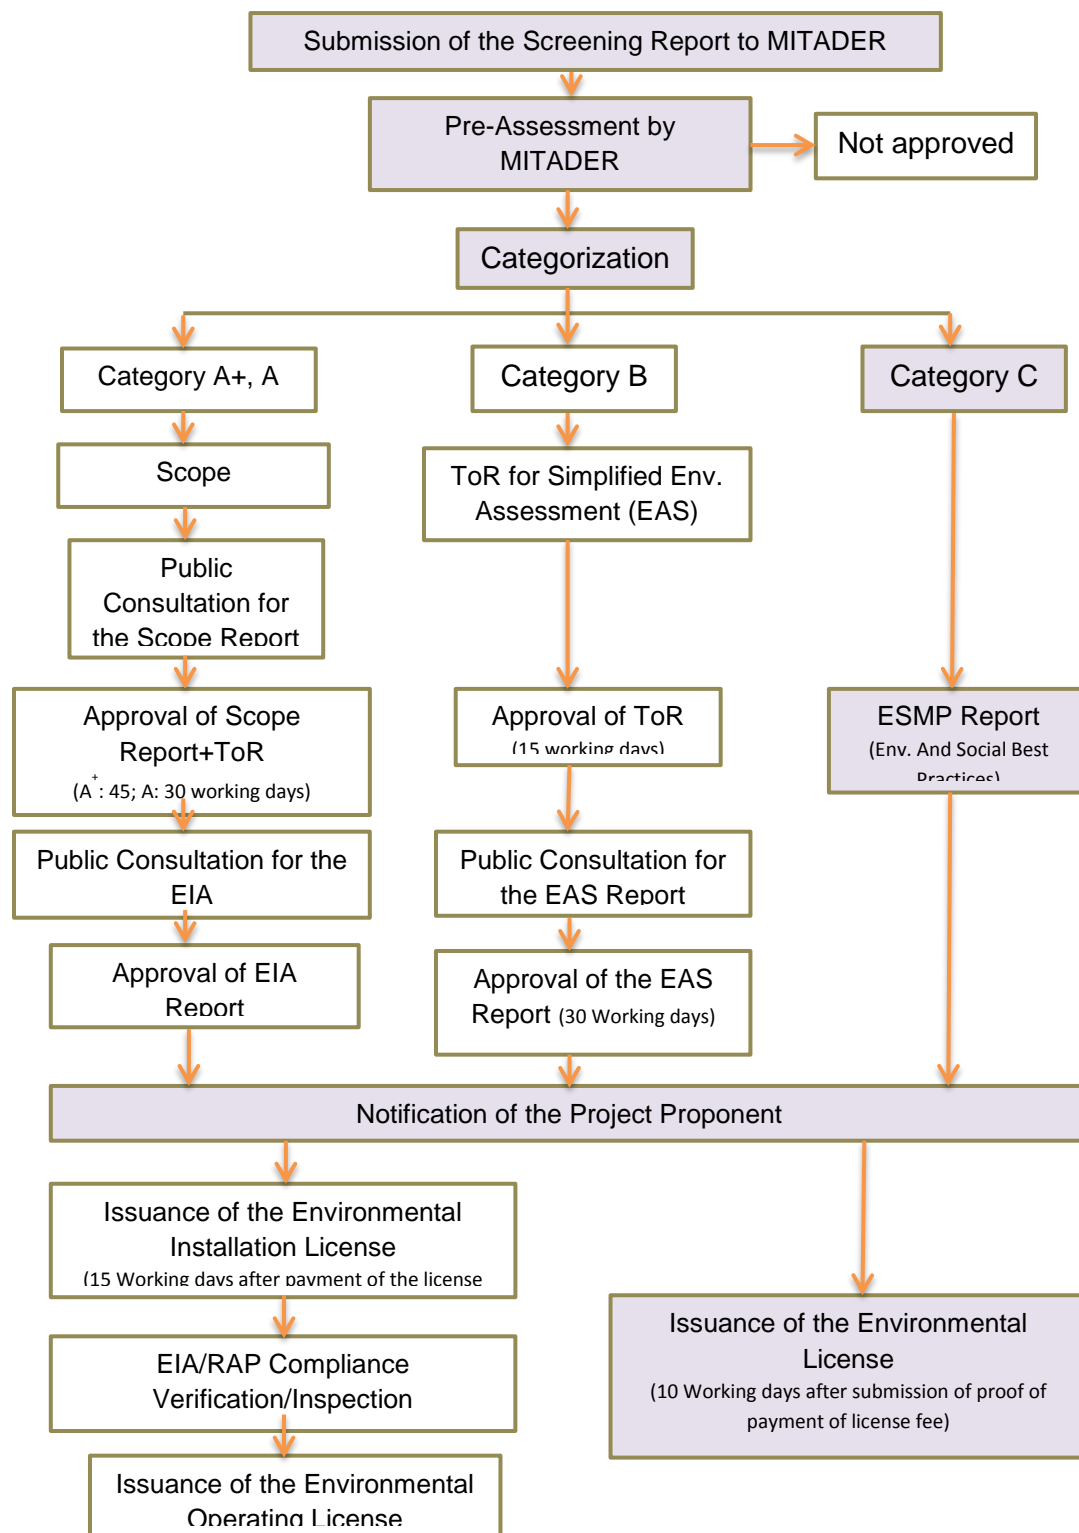 Submission of the Screening Report to MITADER
Pre-Assessment by
MITADER
Not approved
Categorization
Category A+, A
Category B
Category C
Scope
ToR for Simplified Env.
Assessment (EAS)
Public
Consultation for
the Scope Report
Approval of Scope
Report+ToR
(A+: 45; A: 30 working days)
Approval of ToR
(15 working days)
ESMP Report
(Env. And Social Best
Practices)
Public Consultation for the
EIA
Public Consultation for
the EAS Report
Approval of EIA
Report
Approval of the EAS
Report (30 Working days)
Notification of the Project Proponent
Issuance of the Environmental
Installation License
(15 Working days after payment of the license
Issuance of the Environmental
License
(10 Working days after submission of proof of
payment of license fee)
EIA/RAP Compliance
Verification/Inspection
Issuance of the Environmental
Operating License